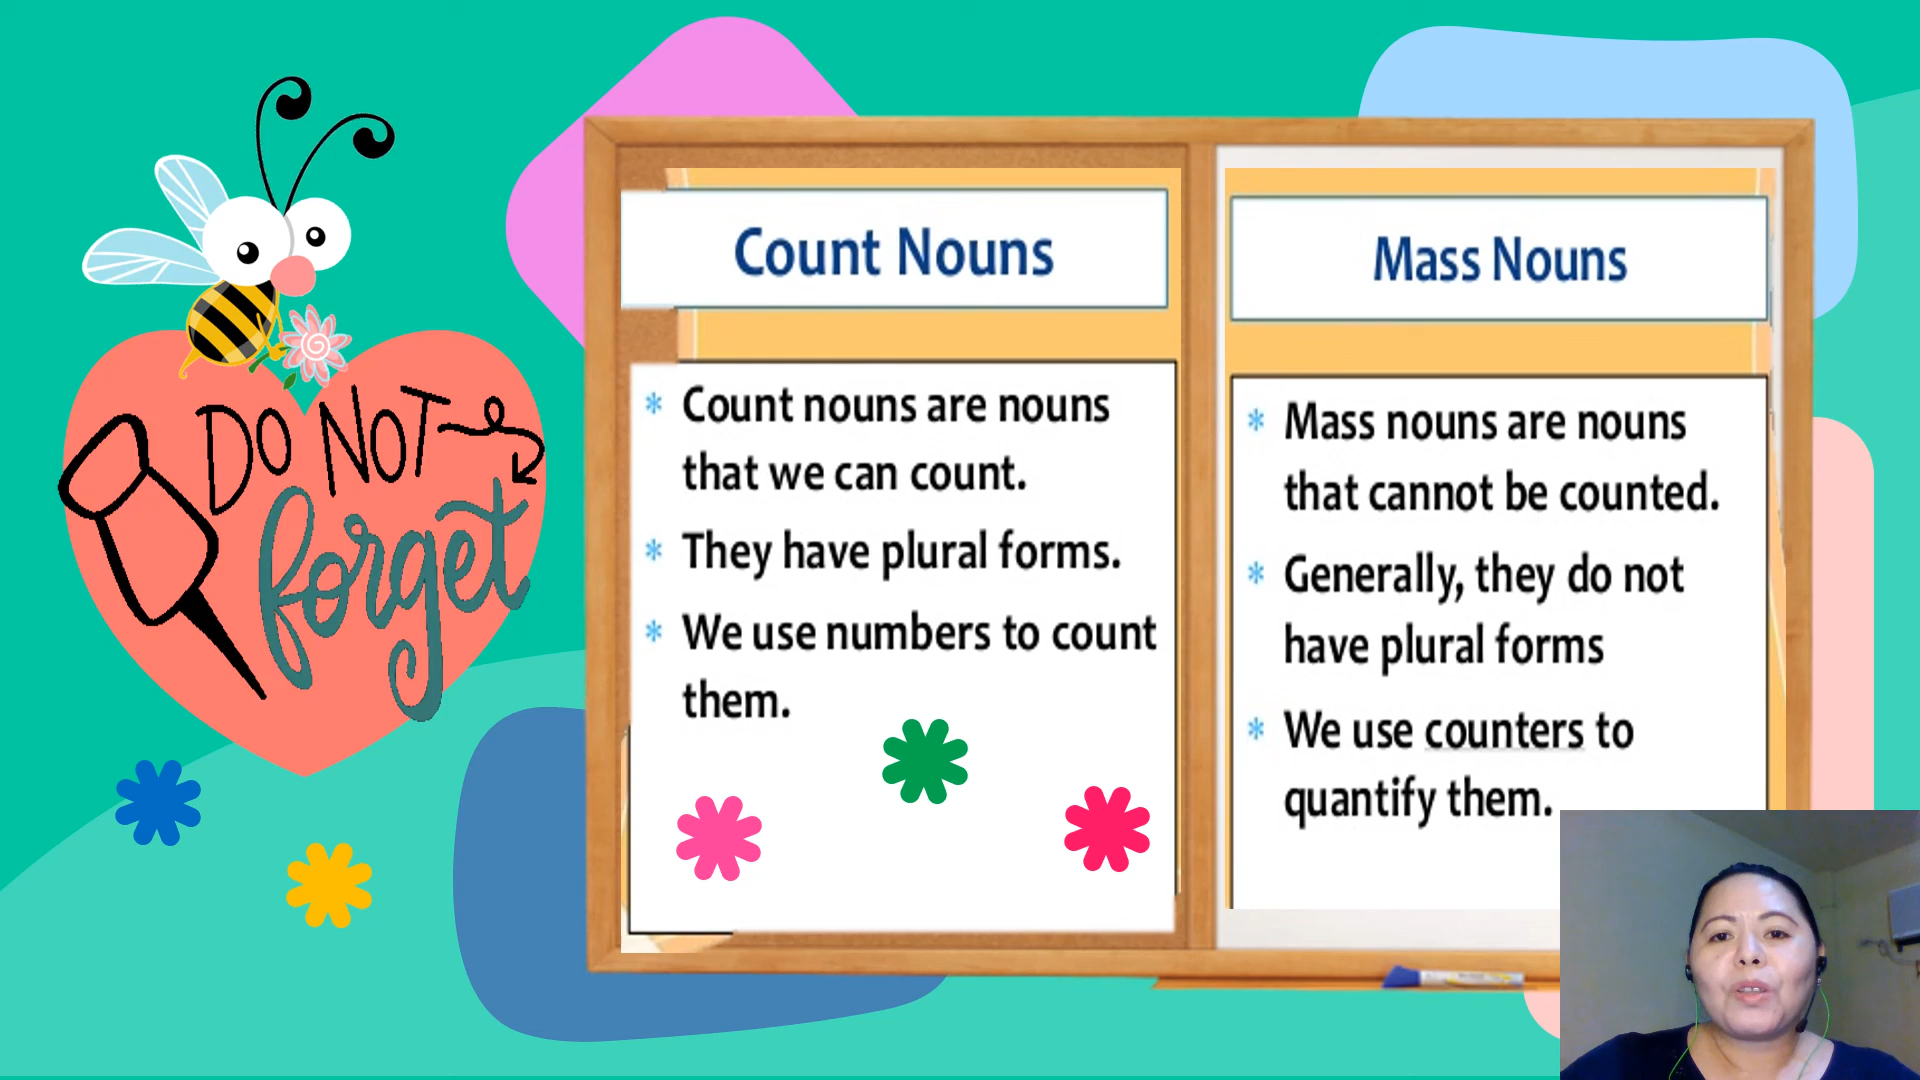 DO NOT
forget
Count Nouns
* Count nouns are nouns
that we can count.
* They have plural forms.
* We use numbers to count
them.
Mass Nouns
* Mass nouns are nouns
that cannot be counted.
* Generally, they do not
have plural forms
* We use counters to
quantify them.